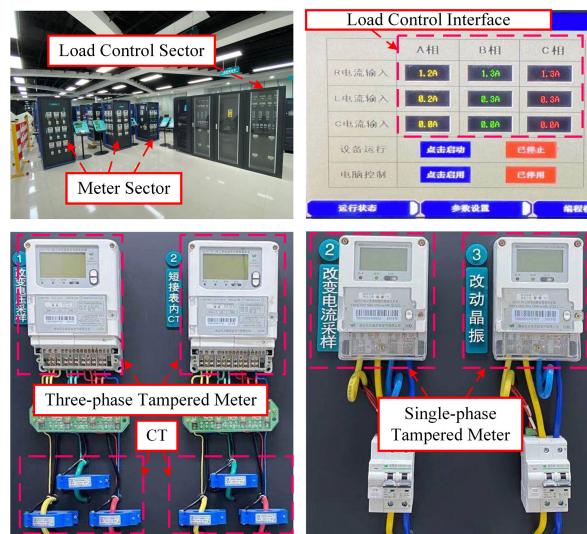 Load Control Sector
Meter Sector
Load Control Interface
A相 B相 C相
R电流输入 1.2A 1.3A 1.3A
L电流输入 0.2A 0.3A 0.3A
C电流输入 0.0A 0.0A 0.0A
设备运行 点击启动 已停止
电脑控制 点击启用 已停用
运行状态 参数设置 编程
1
改变电压采样
2
短接表内CT
Three-phase Tampered Meter
CT
2
改变电流采样
3
改动晶振
Single-phase
Tampered Meter